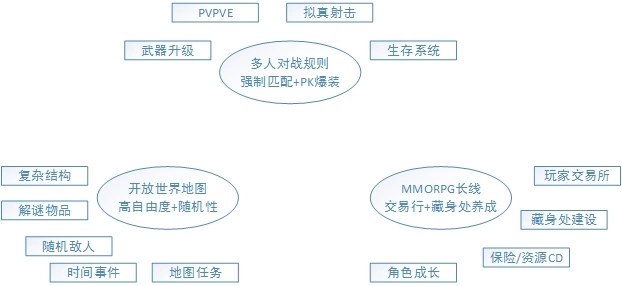 PVPVE
拟真射击
武器升级
生存系统
多人对战规则
强制匹配+PK爆装
复杂结构
解谜物品
随机敌人
时间事件
地图任务
开放世界地图
高自由度+随机性
MMORPG长线
交易行+藏身处养成
玩家交易所
藏身处建设
保险/资源CD
角色成长